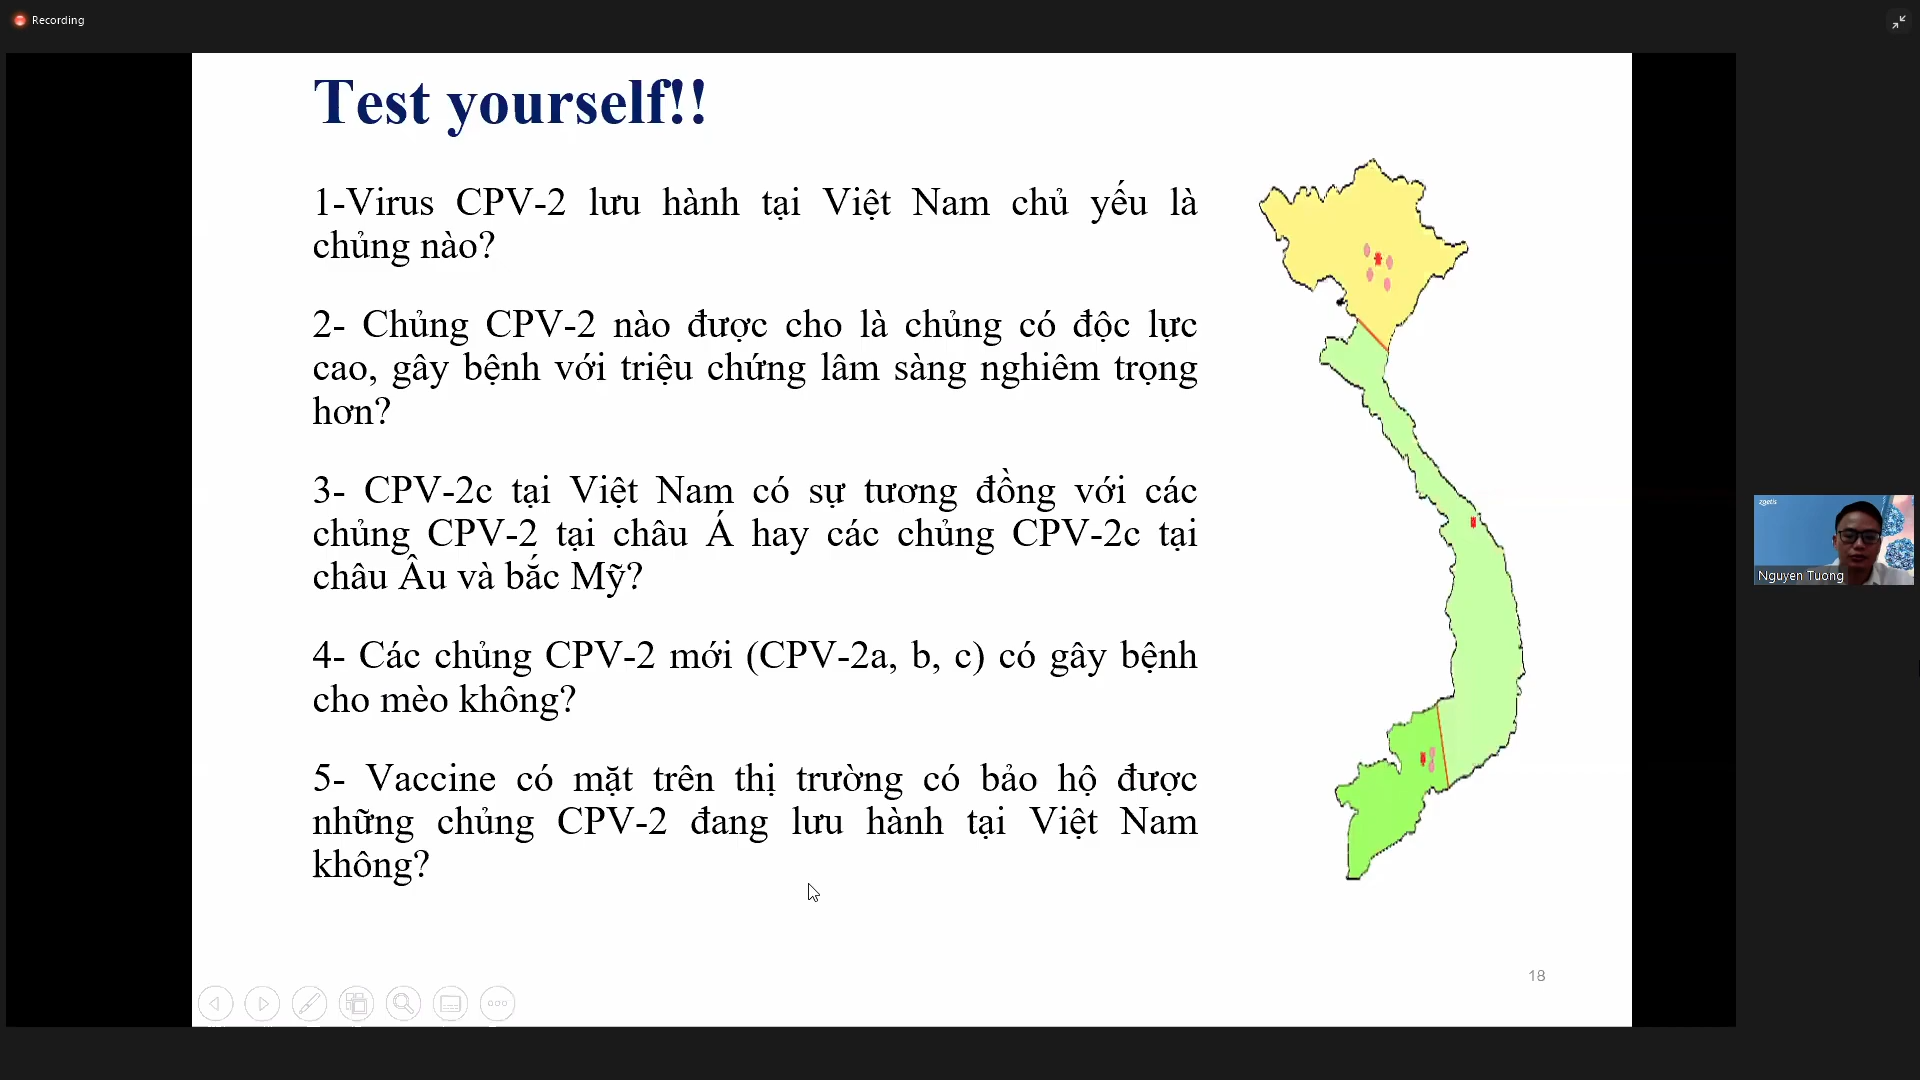 Recording
Test yourself!!
1-Virus CPV-2 lưu hành tại Việt Nam chủ yếu là
chủng nào?
2- Chủng CPV-2 nào được cho là chủng có độc lực
cao, gây bệnh với triệu chứng lâm sàng nghiêm trọng
hơn?
3- CPV-2c tại Việt Nam có sự tương đồng với các
chủng CPV-2 tại châu Á hay các chủng CPV-2c tại
châu Âu và bắc Mỹ?
4- Các chủng CPV-2 mới (CPV-2a, b, c) có gây bệnh
cho mèo không?
5- Vaccine có mặt trên thị trường có bảo hộ được
những chủng CPV-2 đang lưu hành tại Việt Nam
không?
zoetis
Nguyen Tuong
18